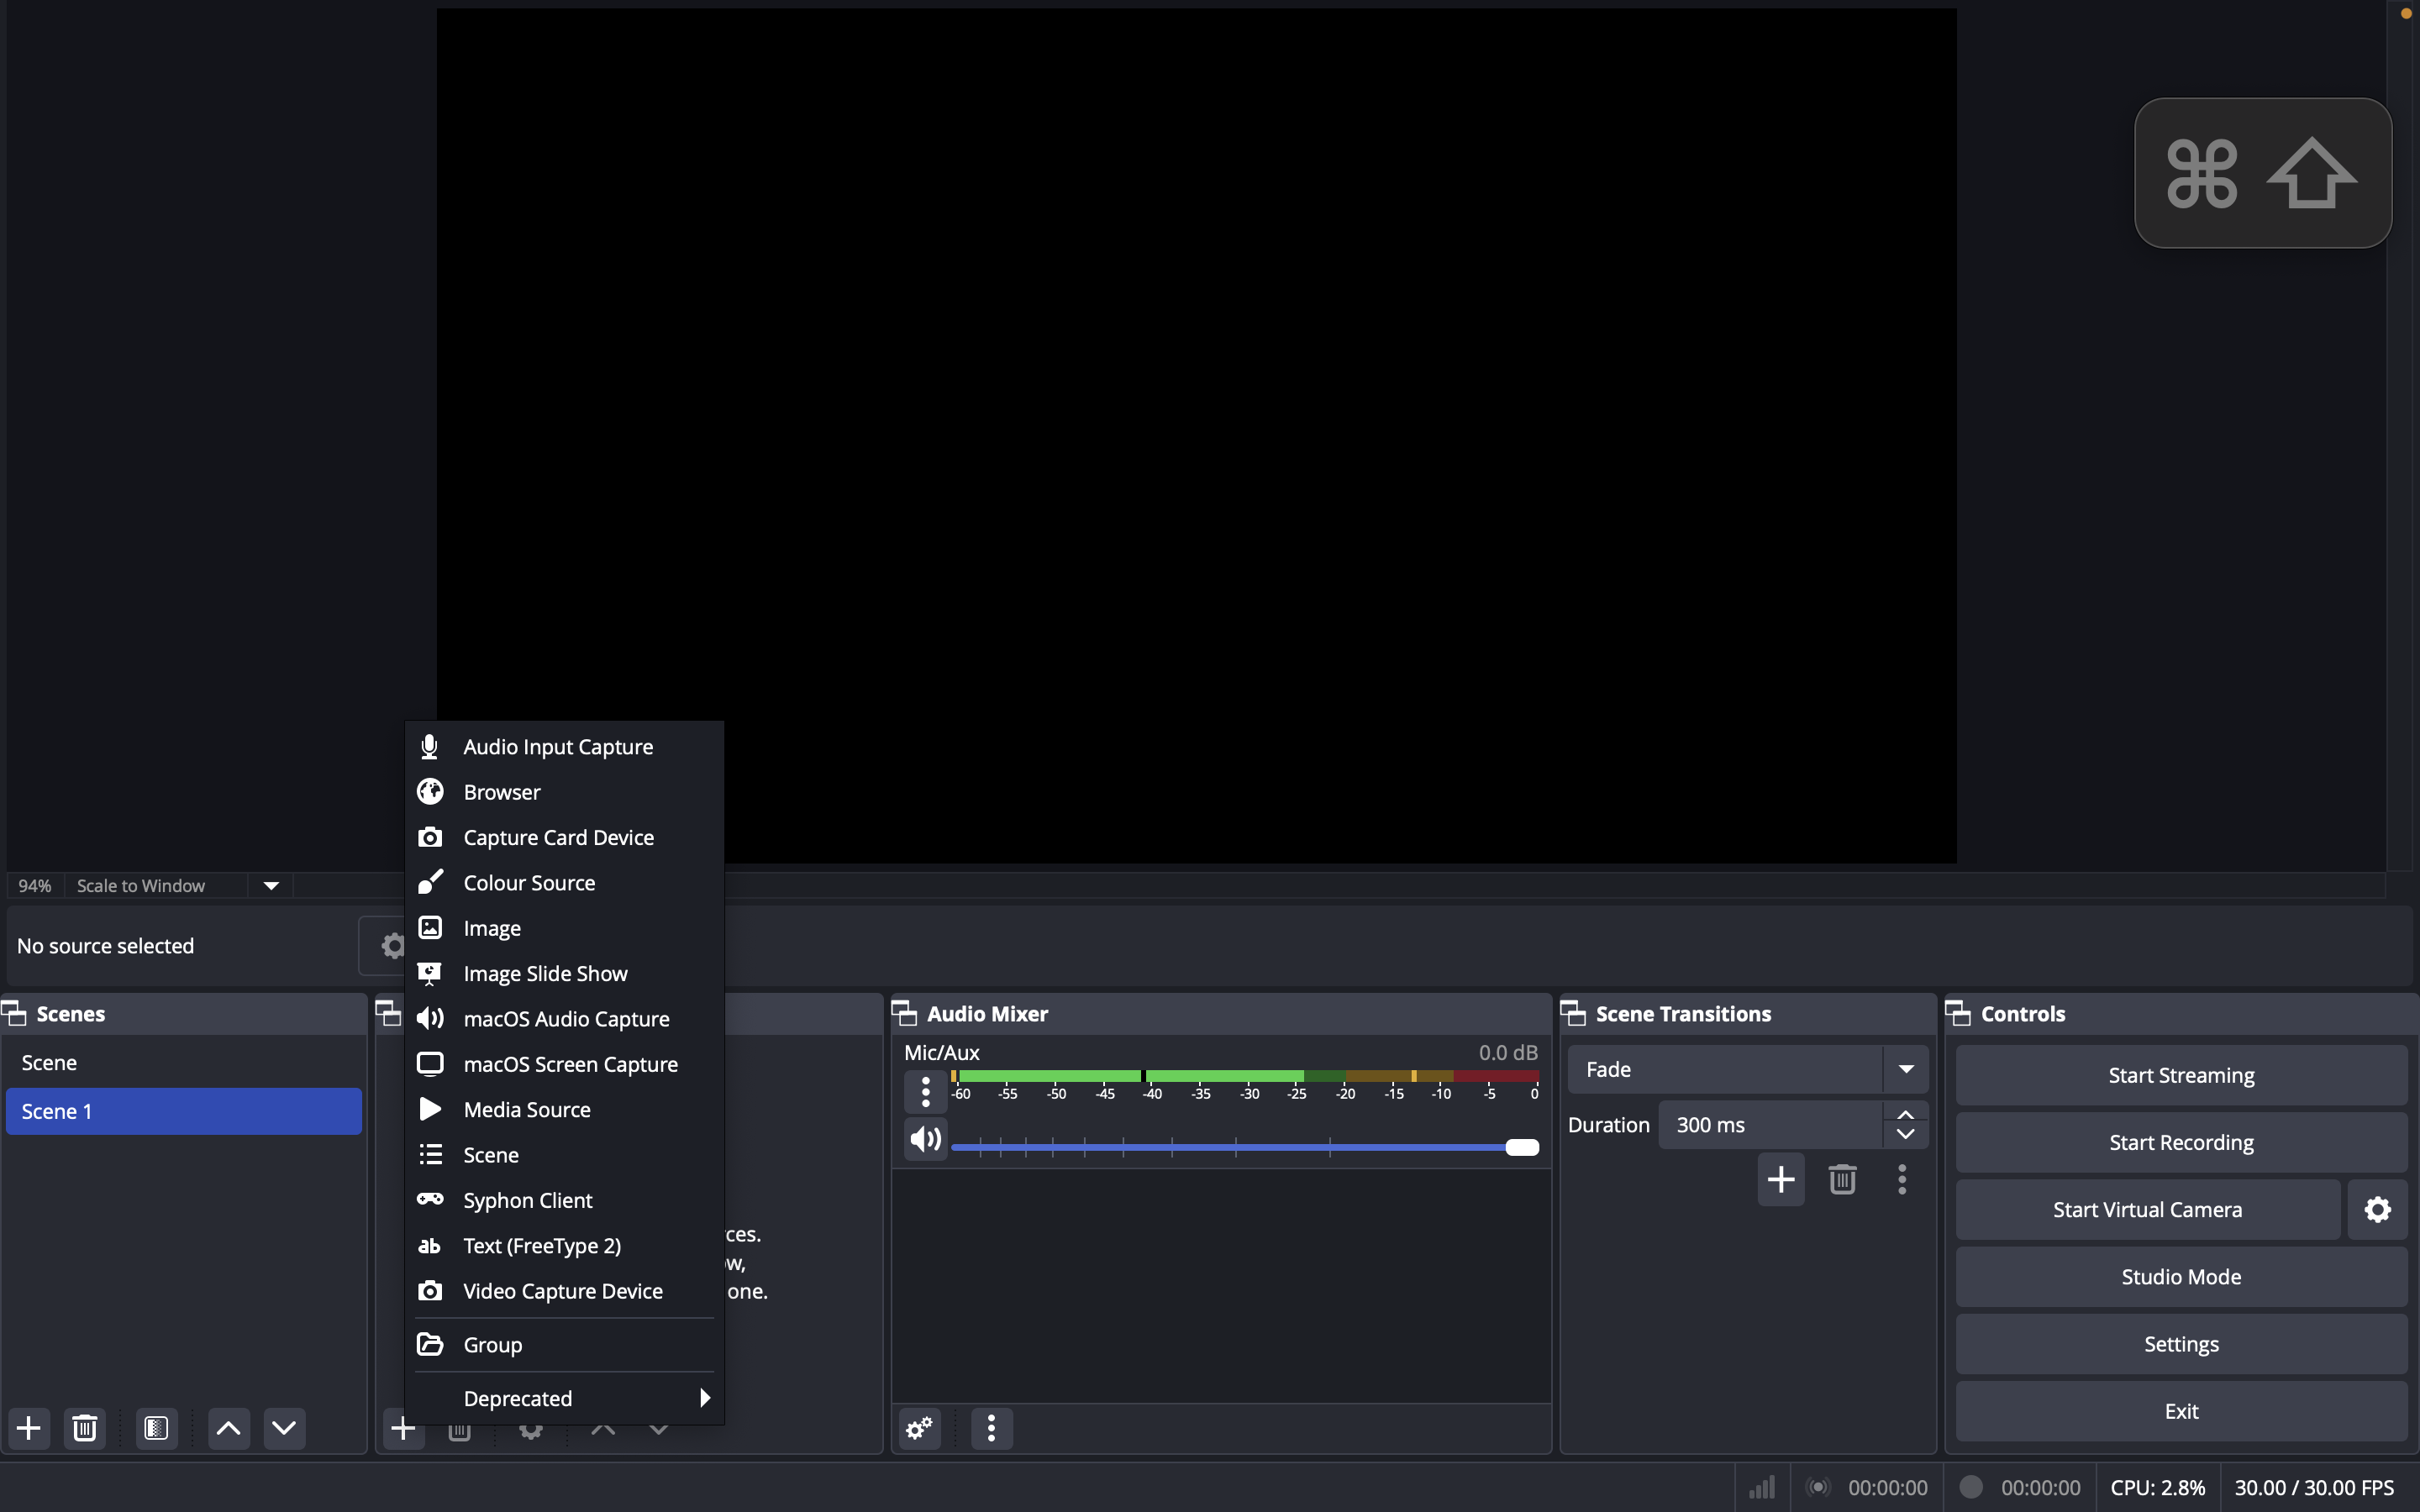 Audio Input Capture
Browser
Capture Card Device
Colour Source
Image
Image Slide Show
macOS Audio Capture
macOS Screen Capture
Media Source
Scene
Syphon Client
ab Text (FreeType 2)
Video Capture Device
Group
Deprecated
94% Scale to Window
No source selected
Scenes
Scene
Scene 1
rces.
w,
one.
Audio Mixer
Mic/Aux 0.0 dB
-60 -55 -50 -45 -40 -35 -30 -25 -20 -15 -10 -5 0
Scene Transitions
Fade
Duration 300 ms
Controls
Start Streaming
Start Recording
Start Virtual Camera
Studio Mode
Settings
Exit
00:00:00 00:00:00 CPU: 2.8% 30.00 / 30.00 FPS